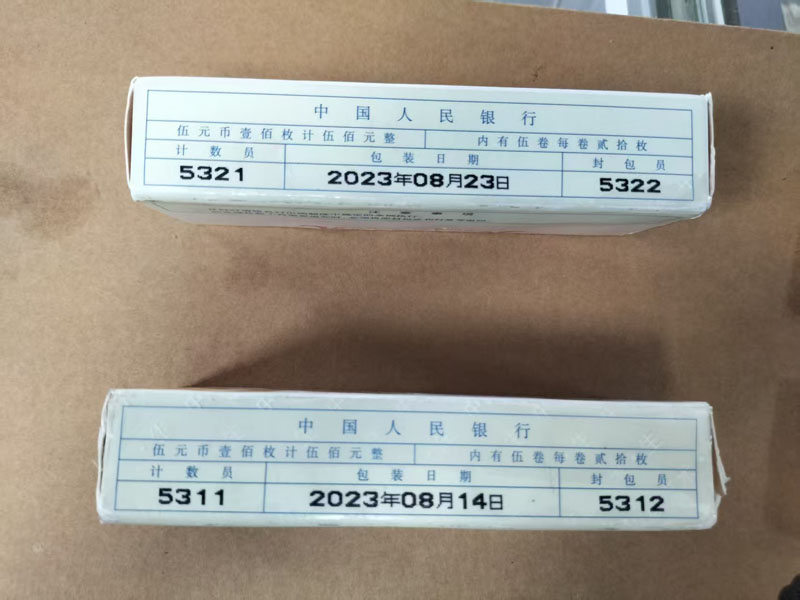 中国人民银行
伍元币壹佰枚计伍佰元整 内有伍卷每卷贰拾枚
计数员 包装日期 封包员
5321 2023年08月23日 5322
中国人民银行
伍元币壹佰枚计伍佰元整 内有伍卷每卷贰拾枚
计数员 包装日期 封包员
5311 2023年08月14日 5312